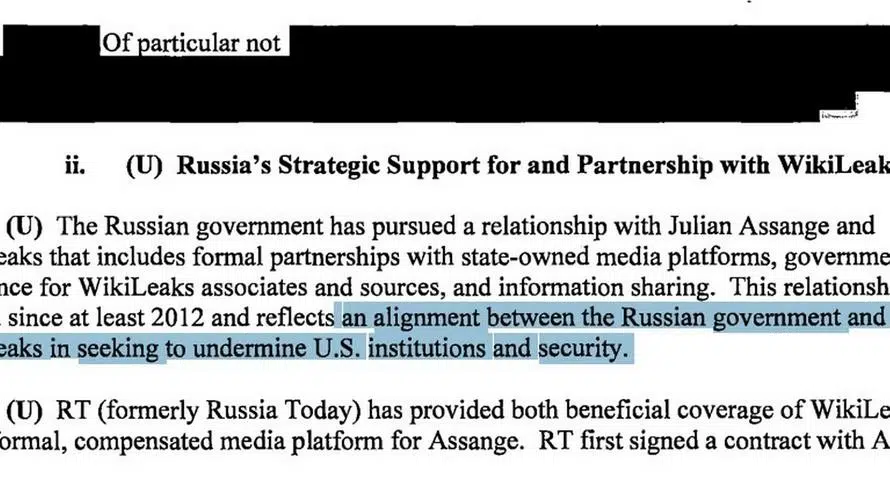 Of particular not
ii. (U) Russia's Strategic Support for and Partnership with WikiLeak
(U) The Russian government has pursued a relationship with Julian Assange and
eaks that includes formal partnerships with state-owned media platforms, governme
nce for WikiLeaks associates and sources, and information sharing. This relationsh
since at least 2012 and reflects an alignment between the Russian government and
eaks in seeking to undermine U.S. institutions and security.
(U) RT (formerly Russia Today) has provided both beneficial coverage of WikiLe
ormal, compensated media platform for Assange. RT first signed a contract with A